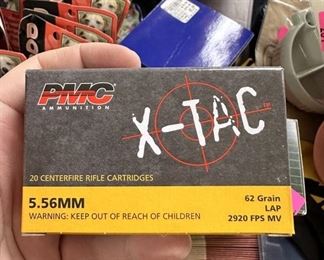 PMC
AMMUNITION
X-TAC
20 CENTERFIRE RIFLE CARTRIDGES
5.56MM
WARNING: KEEP OUT OF REACH OF CHILDREN
62 Grain
LAP
2920 FPS MV